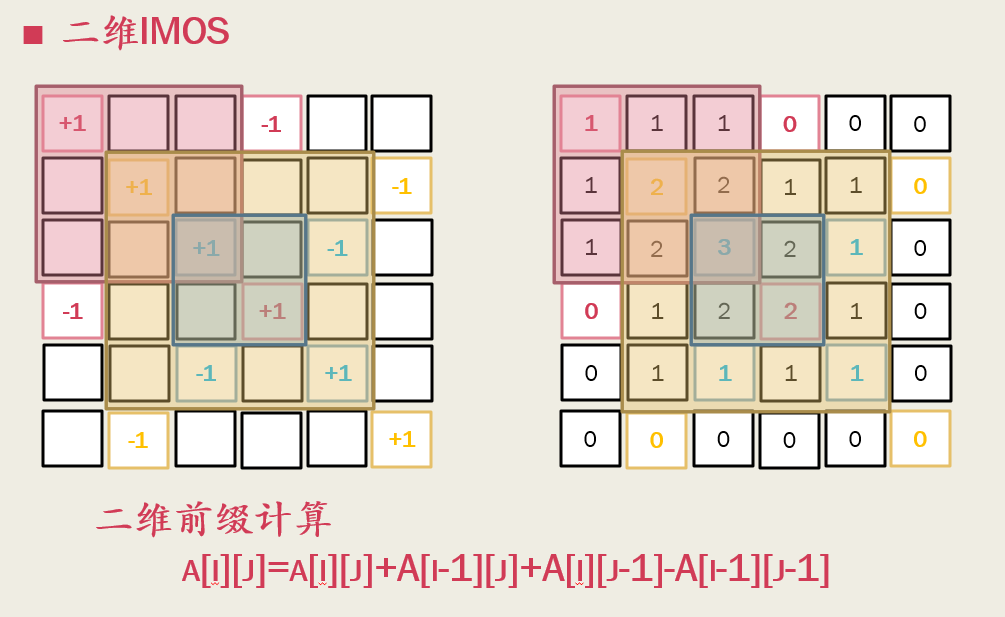 二维IMOS
+1 -1 1 1 1 0 0 0
+1 -1 1 2 2 1 1 0
+1 -1 1 2 3 2 1 0
-1 +1 0 1 2 2 1 0
-1 +1 0 1 1 1 1 0
-1 +1 0 0 0 0 0 0
二维前缀计算
A[I][J]=A[I][J]+A[I-1][J]+A[I][J-1]-A[I-1][J-1]